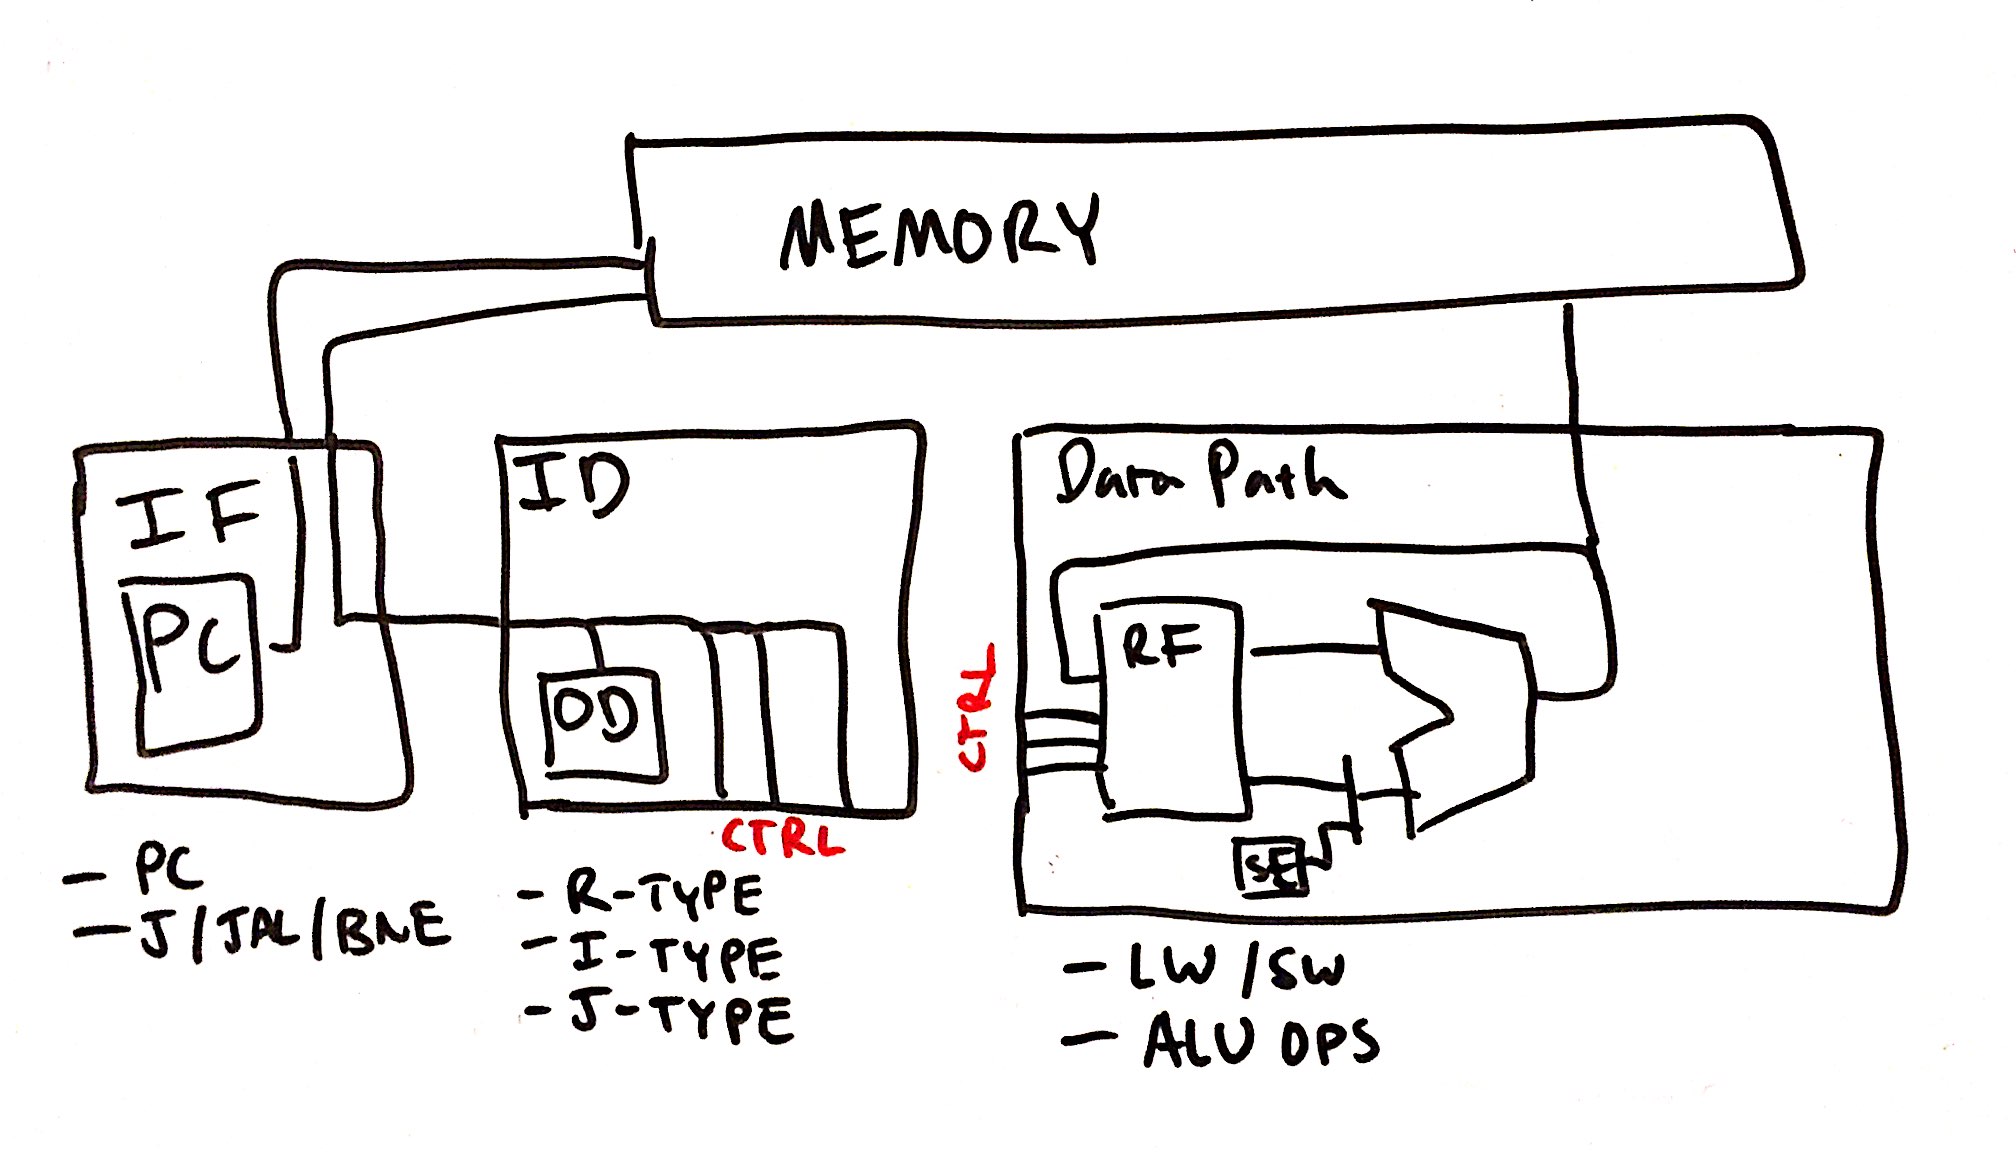 MEMORY
IF
PC
ID
OD
CTRL
Data Path
RF
SE
CTRL
- PC
- J/JAL/BNE
- R-TYPE
- I-TYPE
- J-TYPE
- LW/SW
- ALU OPS